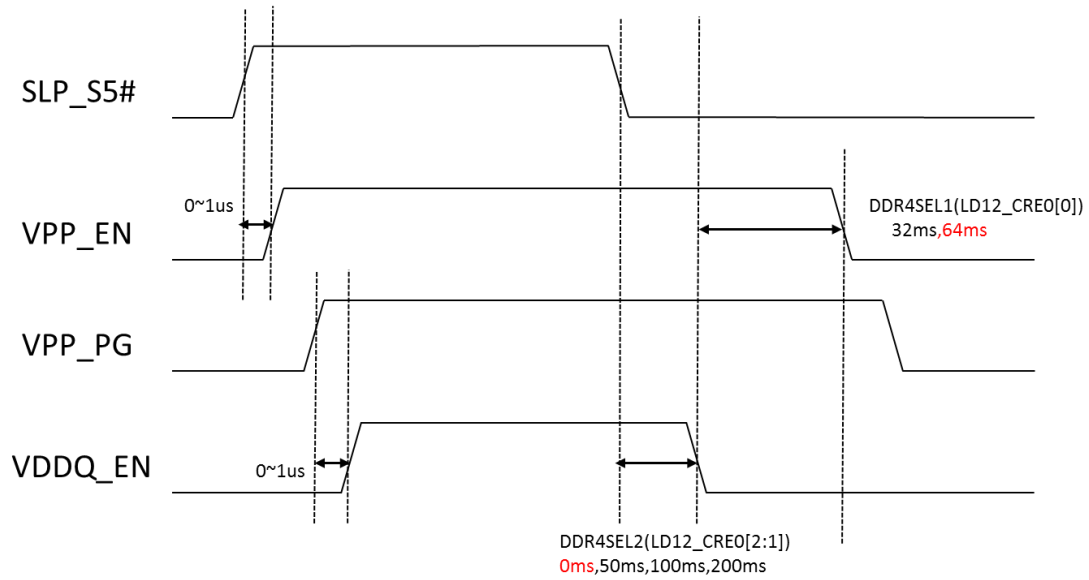 SLP_S5#
0~1us
DDR4SEL1(LD12_CRE0[0])
32ms,64ms
VPP_EN
VPP_PG
VDDQ_EN
0~1us
DDR4SEL2(LD12_CRE0[2:1])
0ms,50ms,100ms,200ms